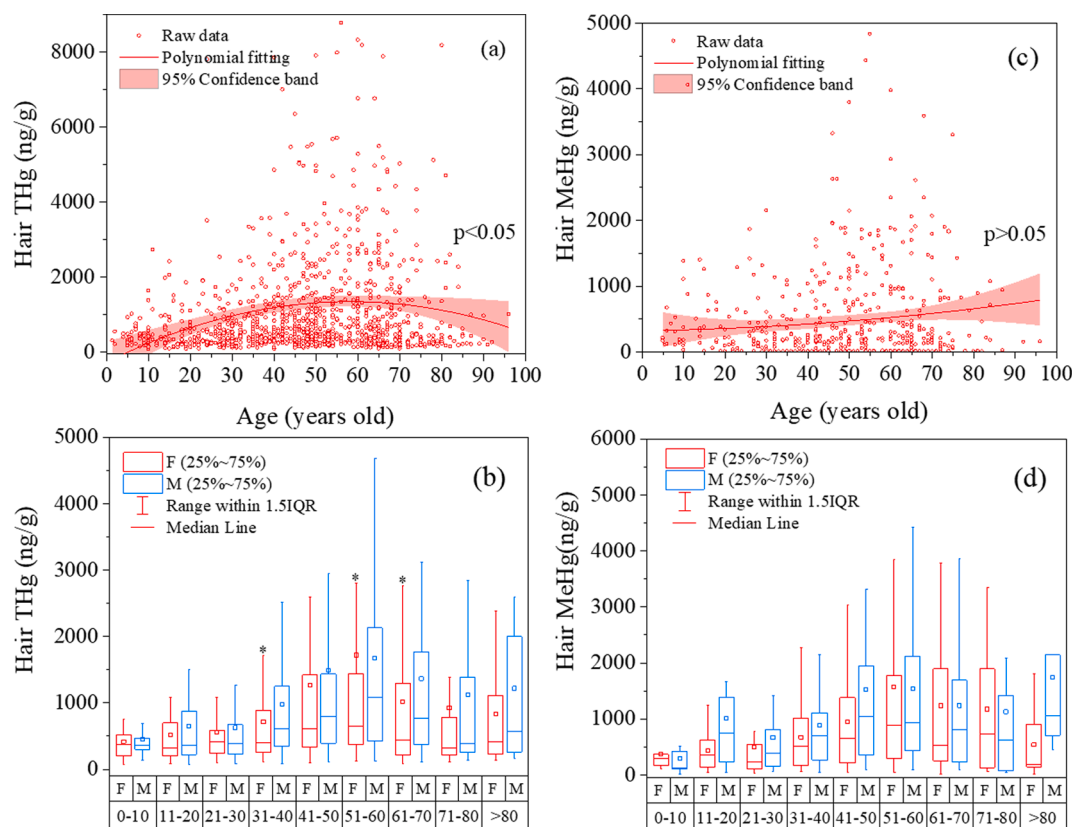 (a)
Raw data
Polynomial fitting
95% Confidence band
p<0.05
Hair THg (ng/g)
8000
6000
4000
2000
0
0 10 20 30 40 50 60 70 80 90 100
Age (years old)
(c)
Raw data
Polynomial fitting
95% Confidence band
p>0.05
Hair MeHg (ng/g)
5000
4000
3000
2000
1000
0
0 10 20 30 40 50 60 70 80 90 100
Age (years old)
(b)
F (25%~75%)
M (25%~75%)
Range within 1.5IQR
Median Line
Hair THg (ng/g)
5000
4000
3000
2000
1000
0
* * *
F M F M F M F M F M F M F M F M F M
0-10 11-20 21-30 31-40 41-50 51-60 61-70 71-80 >80
(d)
F (25%~75%)
M (25%~75%)
Range within 1.5IQR
Median Line
Hair MeHg(ng/g)
6000
5000
4000
3000
2000
1000
0
F M F M F M F M F M F M F M F M F M
0-10 11-20 21-30 31-40 41-50 51-60 61-70 71-80 >80